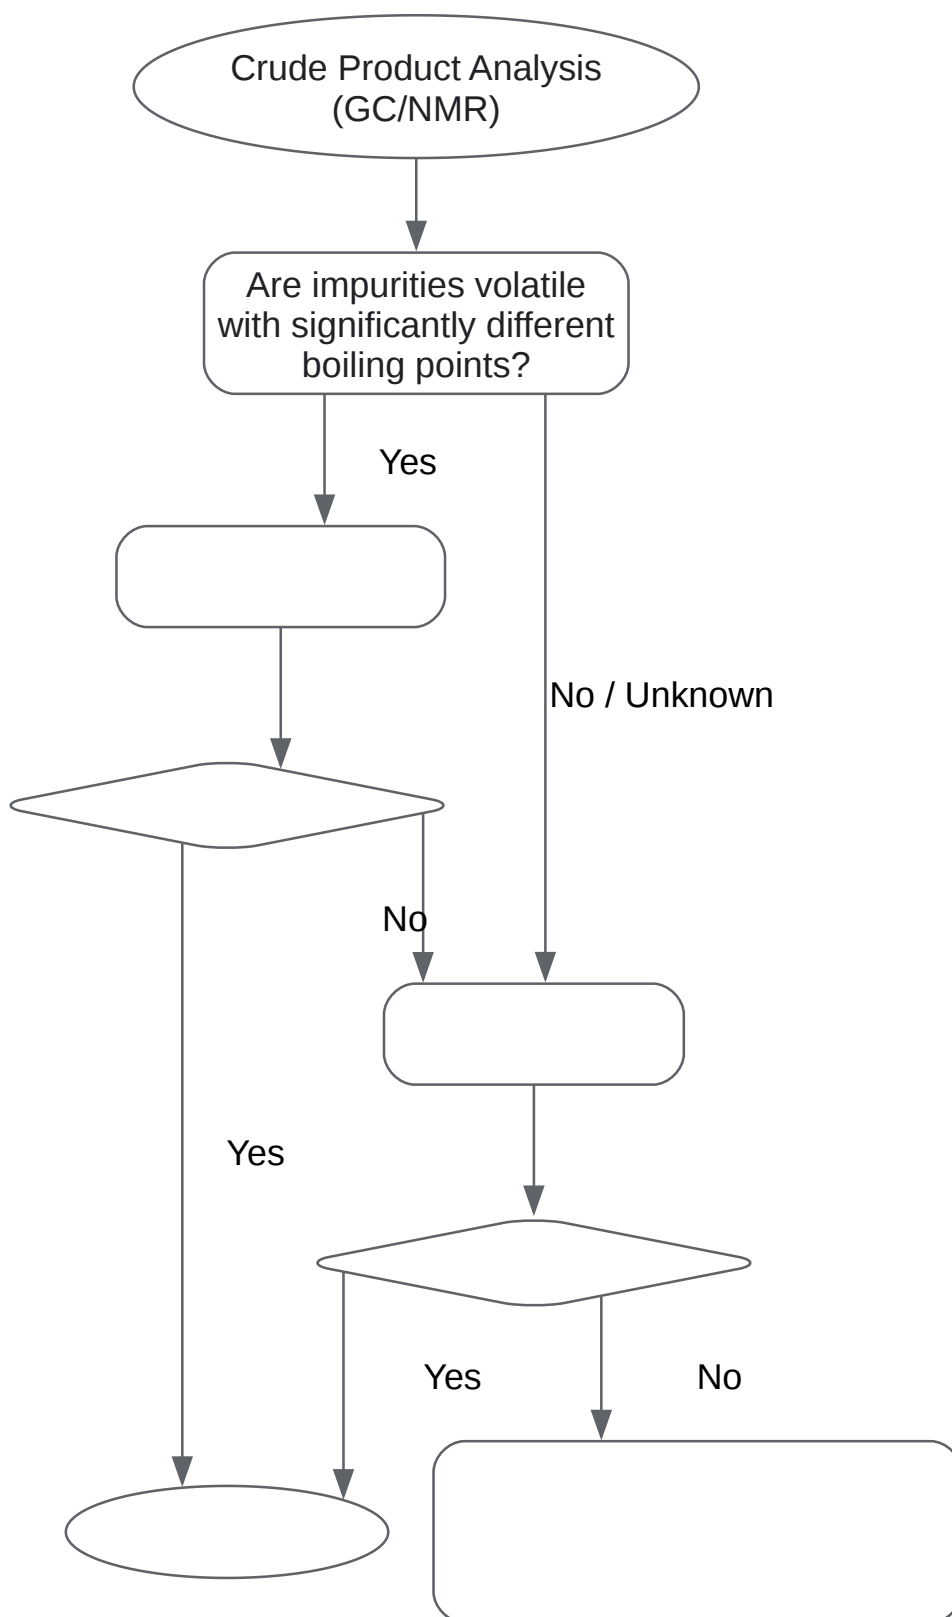 Crude Product Analysis
(GC/NMR)
Are impurities volatile
with significantly different
boiling points?
Yes
No / Unknown
No
Yes
Yes
No